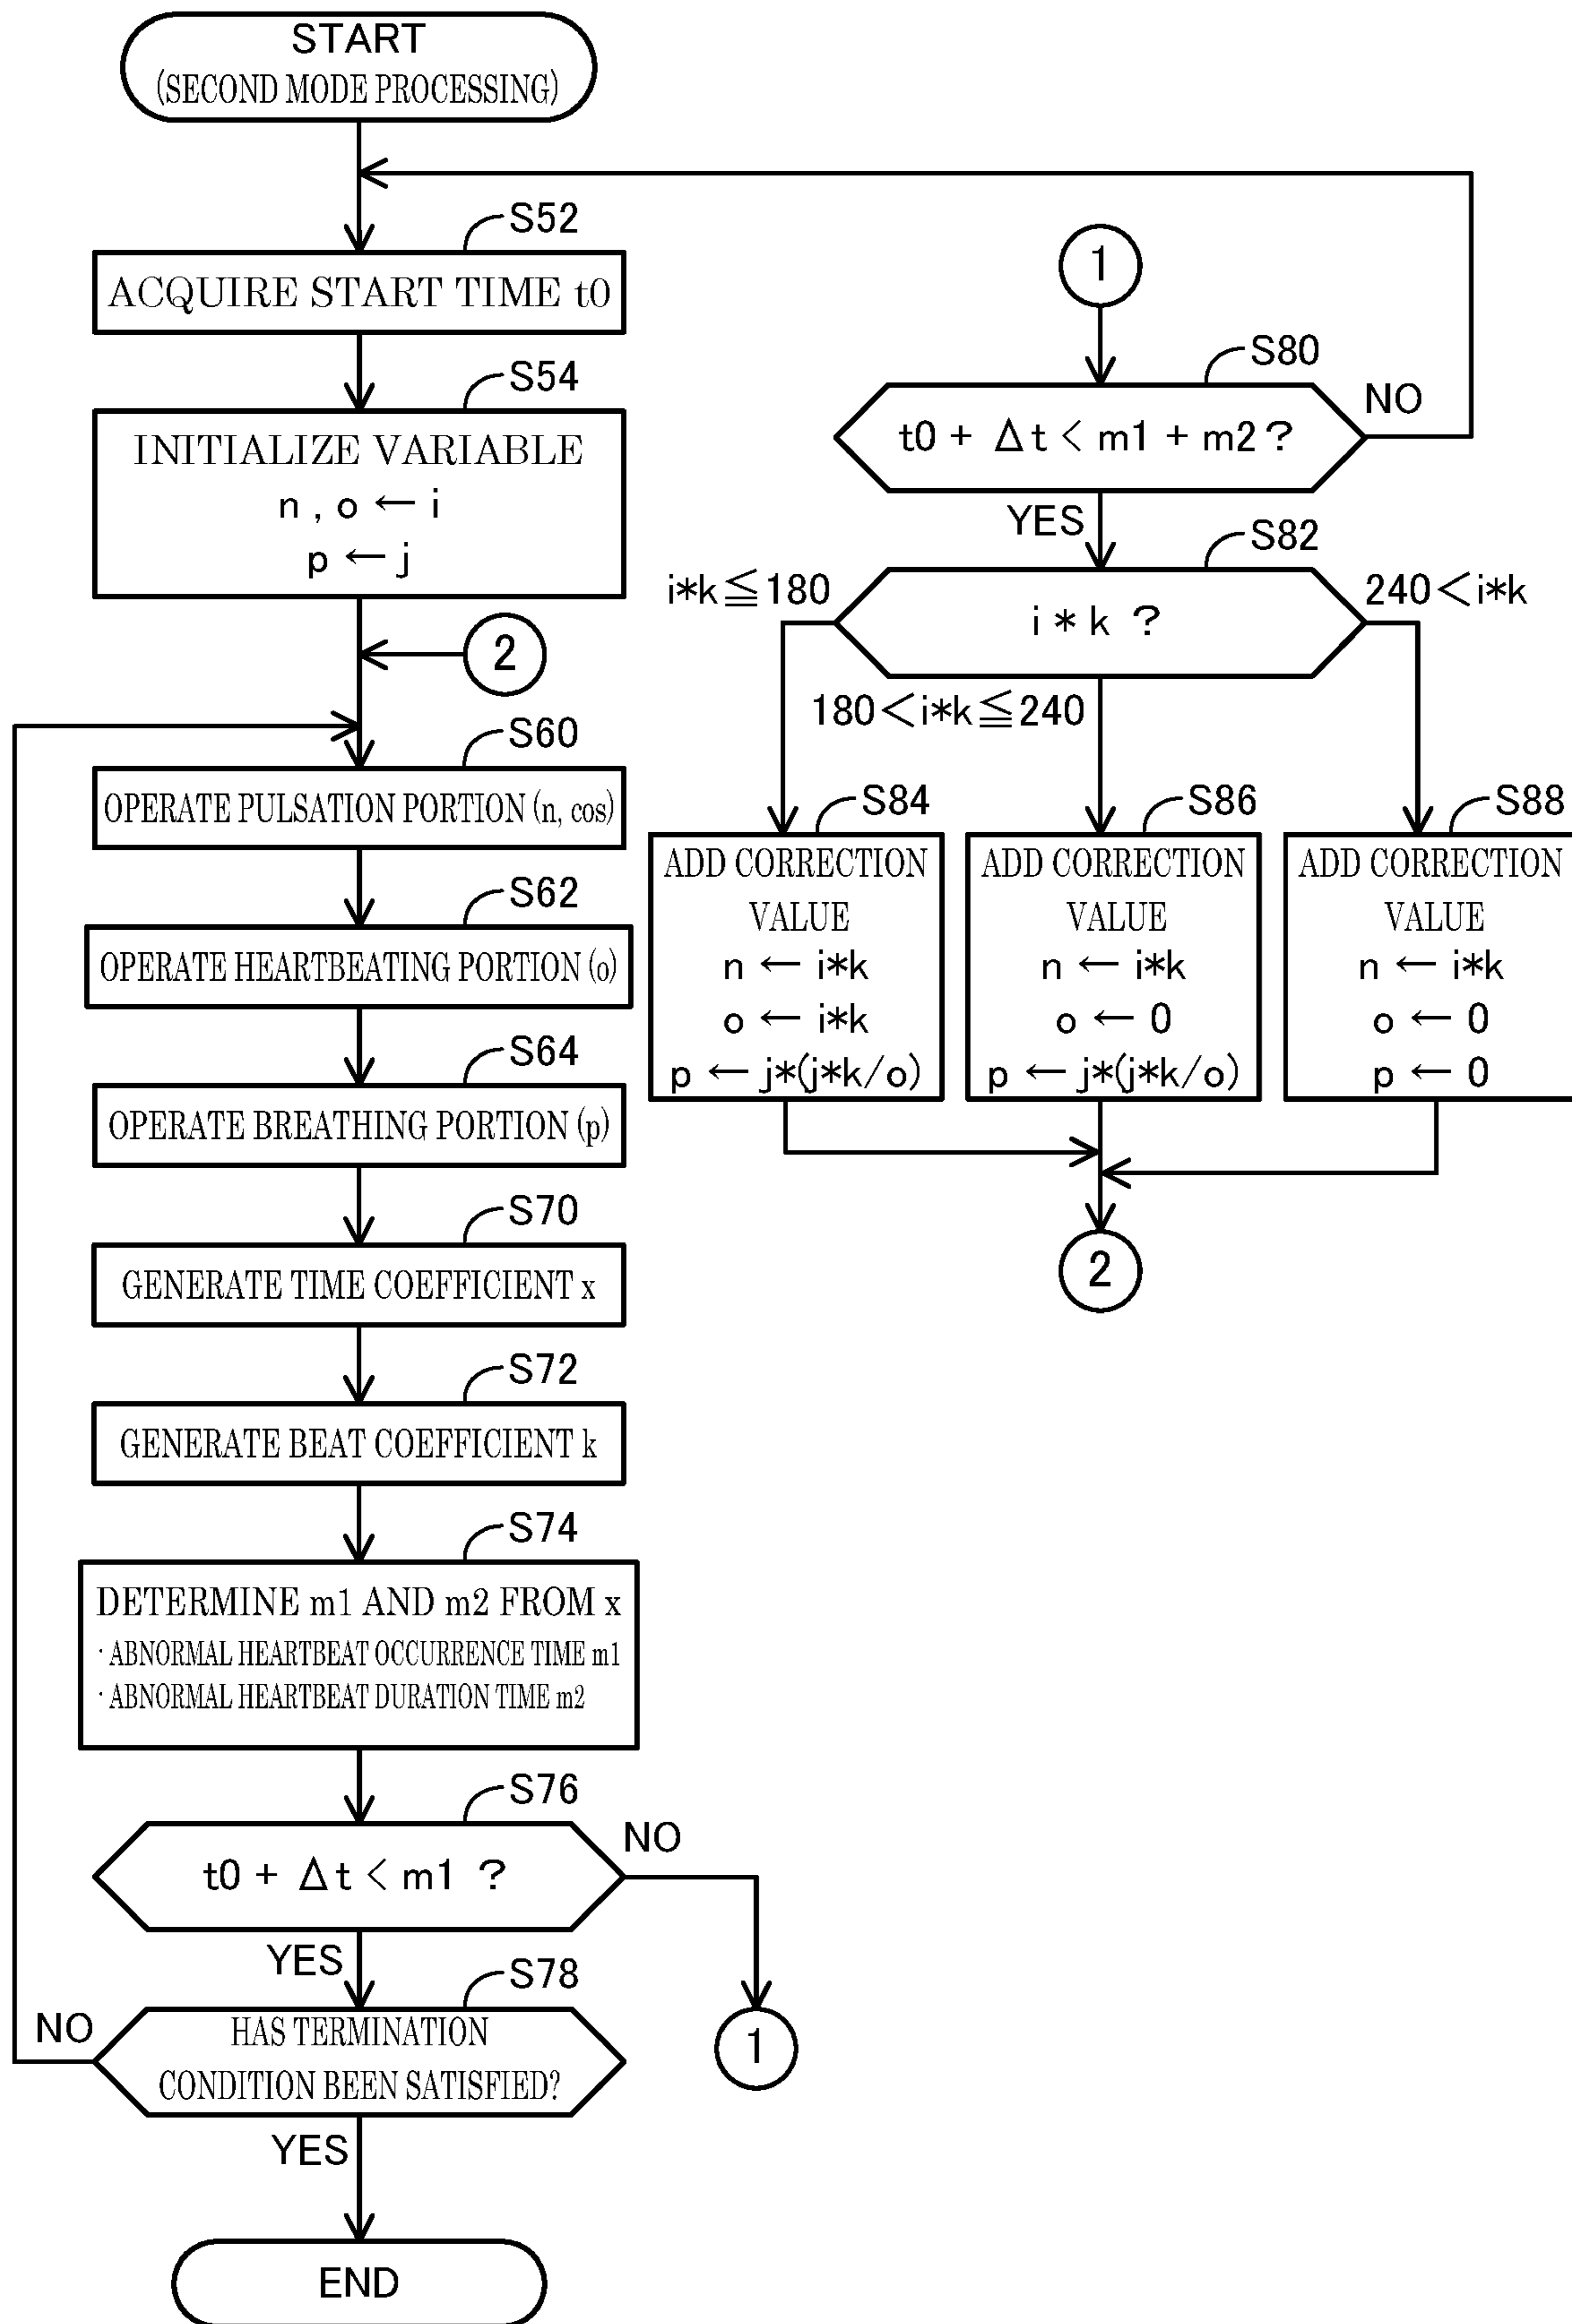 START
(SECOND MODE PROCESSING)
S52
ACQUIRE START TIME t0
S54
INITIALIZE VARIABLE
n , o ← i
p ← j
2
S60
OPERATE PULSATION PORTION (n, cos)
S62
OPERATE HEARTBEATING PORTION (o)
S64
OPERATE BREATHING PORTION (p)
S70
GENERATE TIME COEFFICIENT x
S72
GENERATE BEAT COEFFICIENT k
S74
DETERMINE m1 AND m2 FROM x
· ABNORMAL HEARTBEAT OCCURRENCE TIME m1
· ABNORMAL HEARTBEAT DURATION TIME m2
S76
t0 + Δt < m1 ?
NO
1
YES
S78
HAS TERMINATION
CONDITION BEEN SATISFIED?
NO
YES
END
1
S80
t0 + Δt < m1 + m2 ?
NO
YES
S82
i * k ?
i*k≦180
180<i*k≦240
240<i*k
S84
ADD CORRECTION
VALUE
n ← i*k
o ← i*k
p ← j*(j*k/o)
S86
ADD CORRECTION
VALUE
n ← i*k
o ← 0
p ← j*(j*k/o)
S88
ADD CORRECTION
VALUE
n ← i*k
o ← 0
p ← 0
2